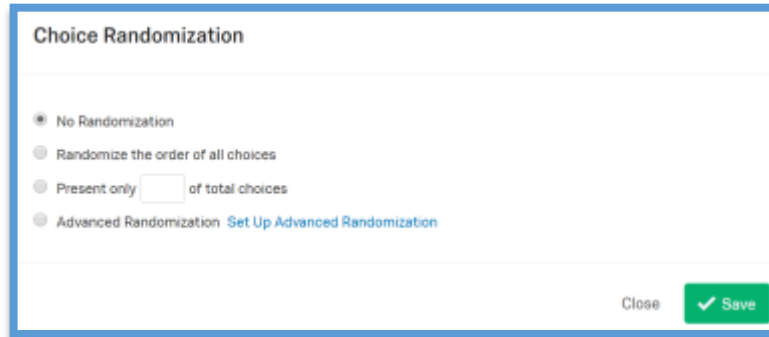 Choice Randomization
No Randomization
Randomize the order of all choices
Present only of total choices
Advanced Randomization Set Up Advanced Randomization
Close Save